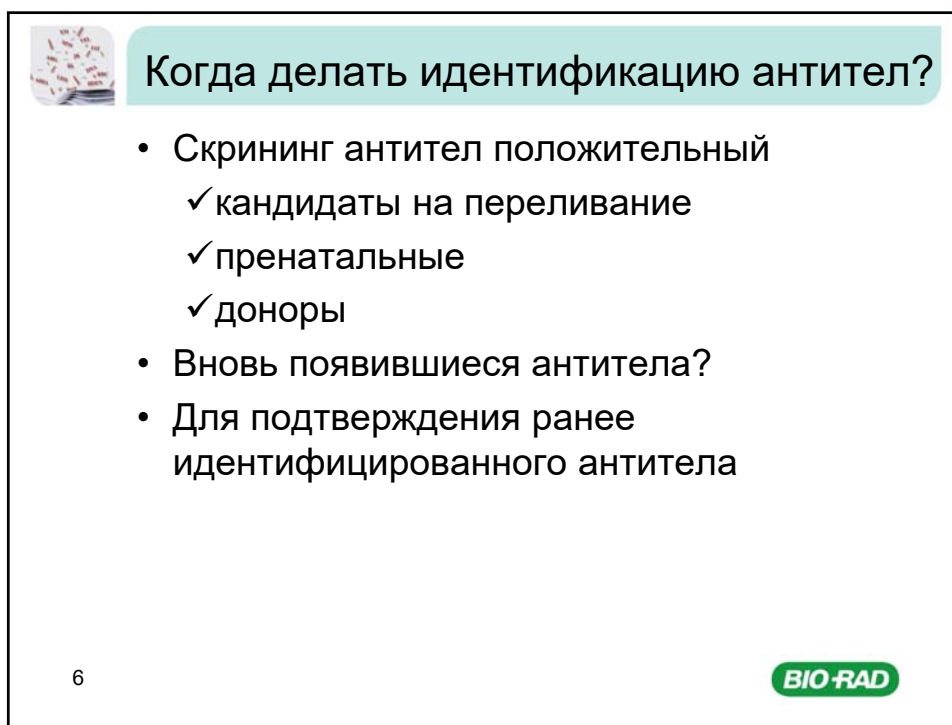 Когда делать идентификацию антител?
• Скрининг антител положительный
✓кандидаты на переливание
✓пренатальные
✓доноры
• Вновь появившиеся антитела?
• Для подтверждения ранее
идентифицированного антитела
6
BIO-RAD